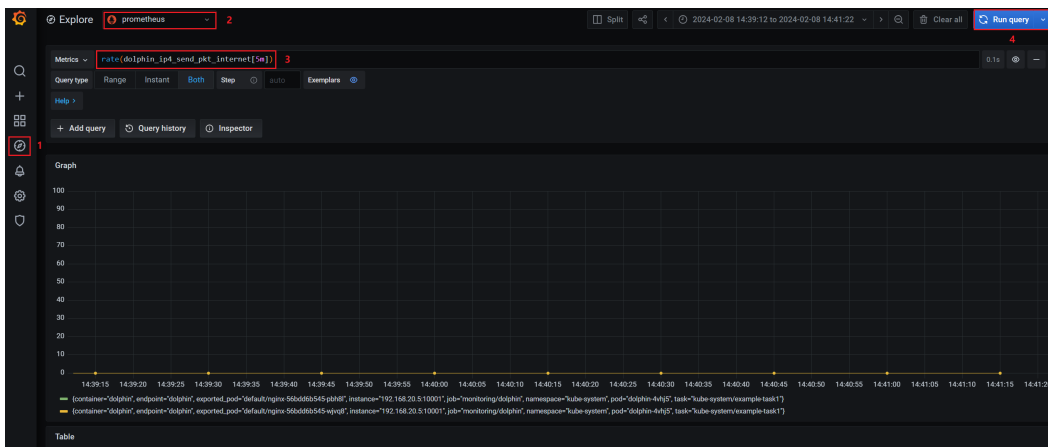 Explore prometheus 2 Split 2024-02-08 14:39:12 to 2024-02-08 14:41:22 Clear all Run query
4
Metrics rate(dolphin_ip4_send_pkt_internet[5m]) 3 0.1s
Query type Range Instant Both Step auto Exemplars
Help >
+ Add query Query history Inspector
1
Graph
100
90
80
70
60
50
40
30
20
10
0
14:39:15 14:39:20 14:39:25 14:39:30 14:39:35 14:39:40 14:39:45 14:39:50 14:39:55 14:40:00 14:40:05 14:40:10 14:40:15 14:40:20 14:40:25 14:40:30 14:40:35 14:40:40 14:40:45 14:40:50 14:40:55 14:41:00 14:41:05 14:41:10 14:41:15 14:41:20
{container="dolphin", endpoint="dolphin", exported_pod="default/nginx-56bdd6b545-pbh8l", instance="192.168.20.5:10001", job="monitoring/dolphin", namespace="kube-system", pod="dolphin-4vhj5", task="kube-system/example-task1"}
{container="dolphin", endpoint="dolphin", exported_pod="default/nginx-56bdd6b545-wjvq8", instance="192.168.20.5:10001", job="monitoring/dolphin", namespace="kube-system", pod="dolphin-4vhj5", task="kube-system/example-task1"}
Table